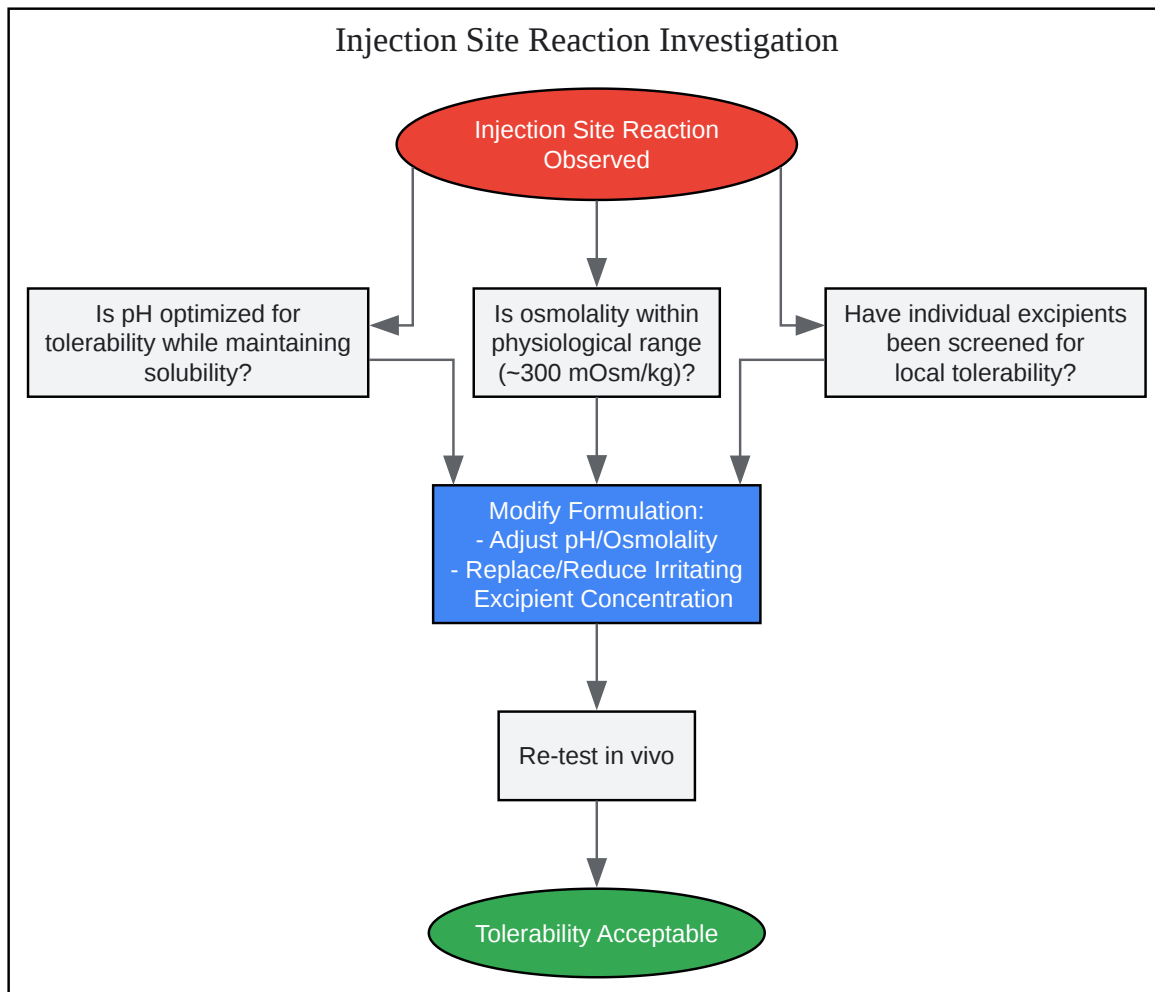 Injection Site Reaction Investigation
Injection Site Reaction
Observed
Is pH optimized for
tolerability while maintaining
solubility?
Is osmolality within
physiological range
(~300 mOsm/kg)?
Have individual excipients
been screened for
local tolerability?
Modify Formulation:
- Adjust pH/Osmolality
- Replace/Reduce Irritating
Excipient Concentration
Re-test in vivo
Tolerability Acceptable